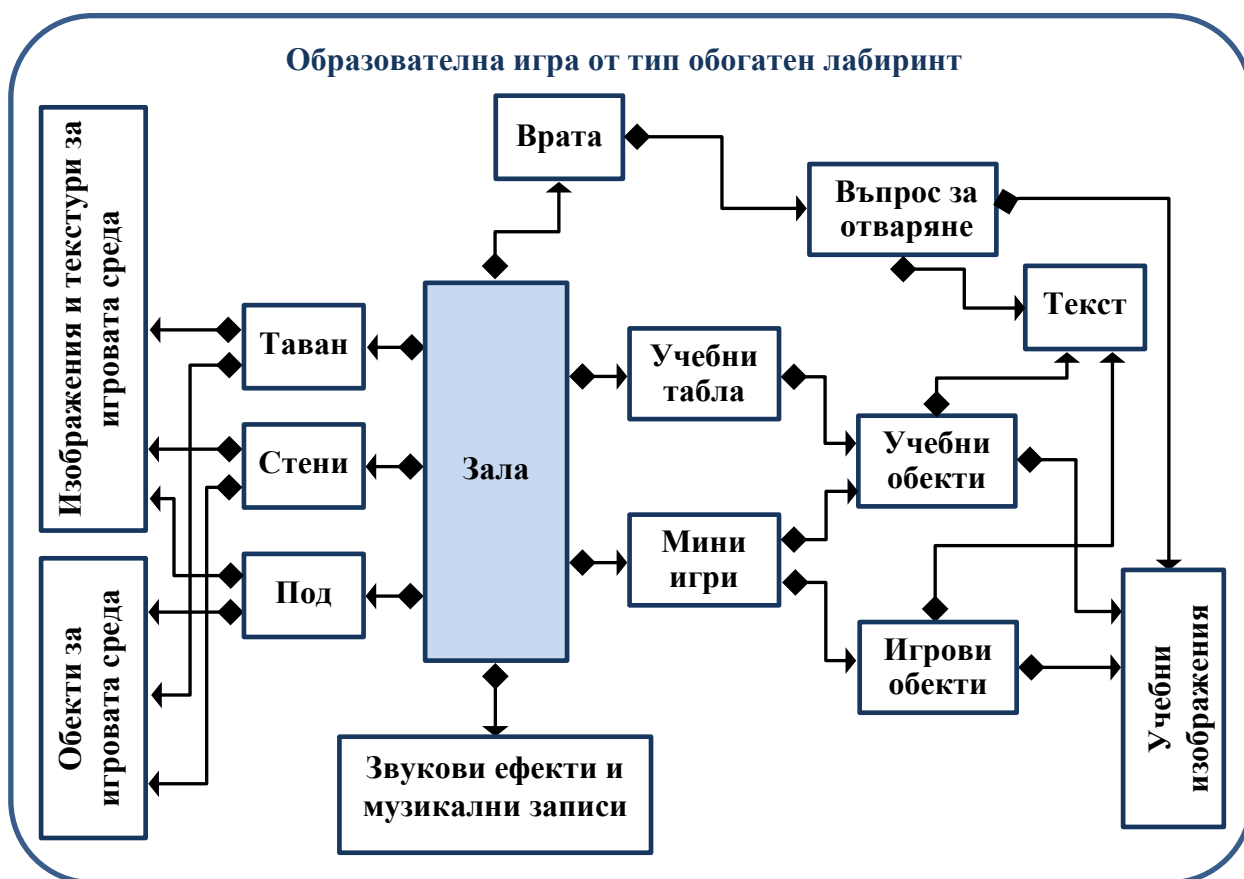 Образователна игра от тип обогатен лабиринт
Изображения и текстури за
игровата среда
Врата
Въпрос за
отваряне
Текст
Таван
Учебни
табла
Стени
Зала
Учебни
обекти
Мини
игри
Под
Обекти за
игровата среда
Игрови
обекти
Учебни
изображения
Звукови ефекти и
музикални записи